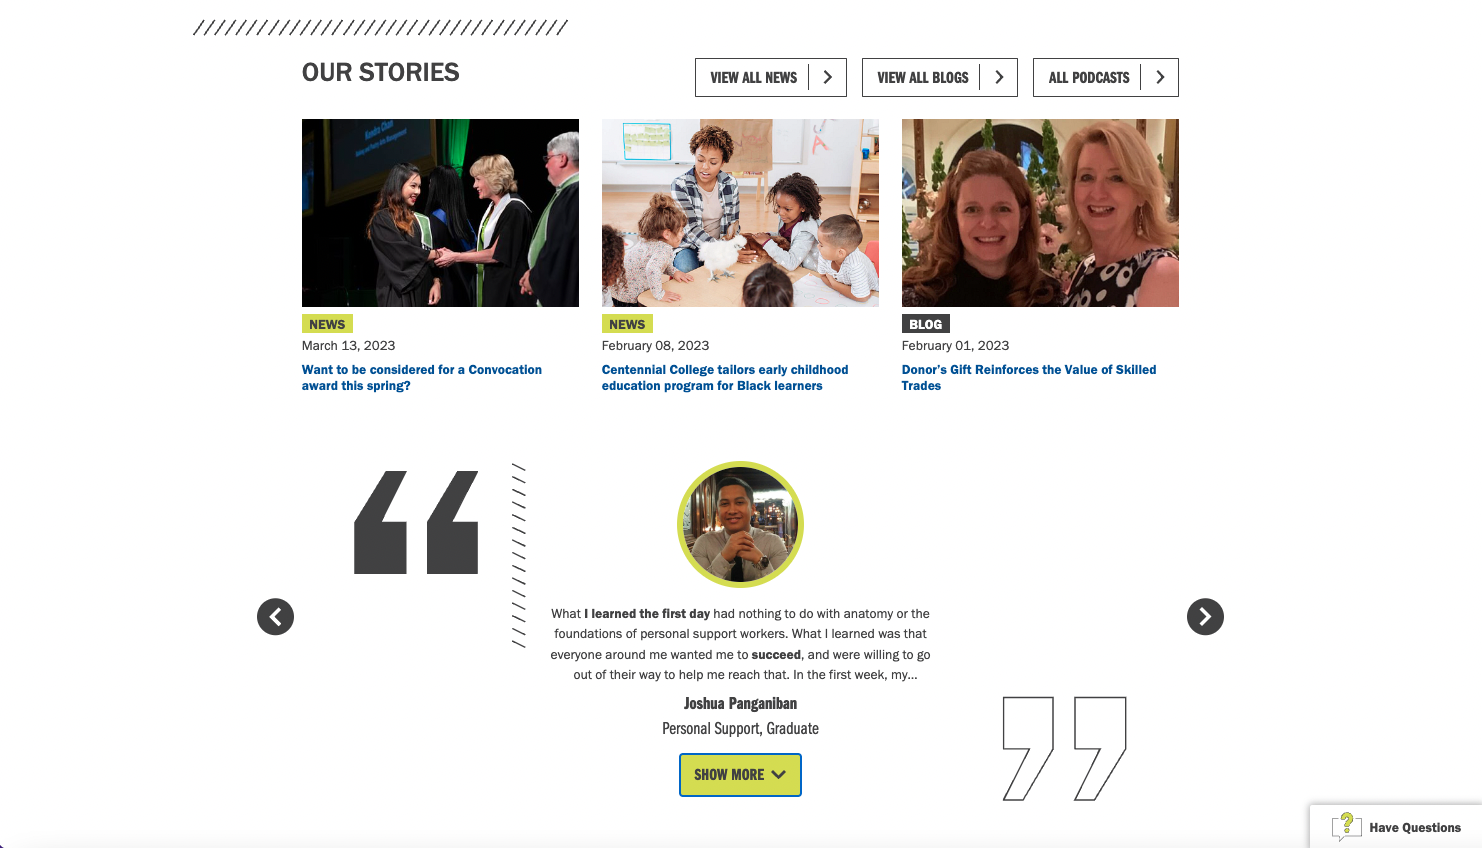 OUR STORIES
VIEW ALL NEWS
VIEW ALL BLOGS
ALL PODCASTS
Kendra Chan
NEWS
March 13, 2023
Want to be considered for a Convocation
award this spring?
NEWS
February 08, 2023
Centennial College tailors early childhood
education program for Black learners
BLOG
February 01, 2023
Donor's Gift Reinforces the Value of Skilled
Trades
What I learned the first day had nothing to do with anatomy or the
foundations of personal support workers. What I learned was that
everyone around me wanted me to succeed, and were willing to go
out of their way to help me reach that. In the first week, my...
Joshua Panganiban
Personal Support, Graduate
SHOW MORE
Have Questions